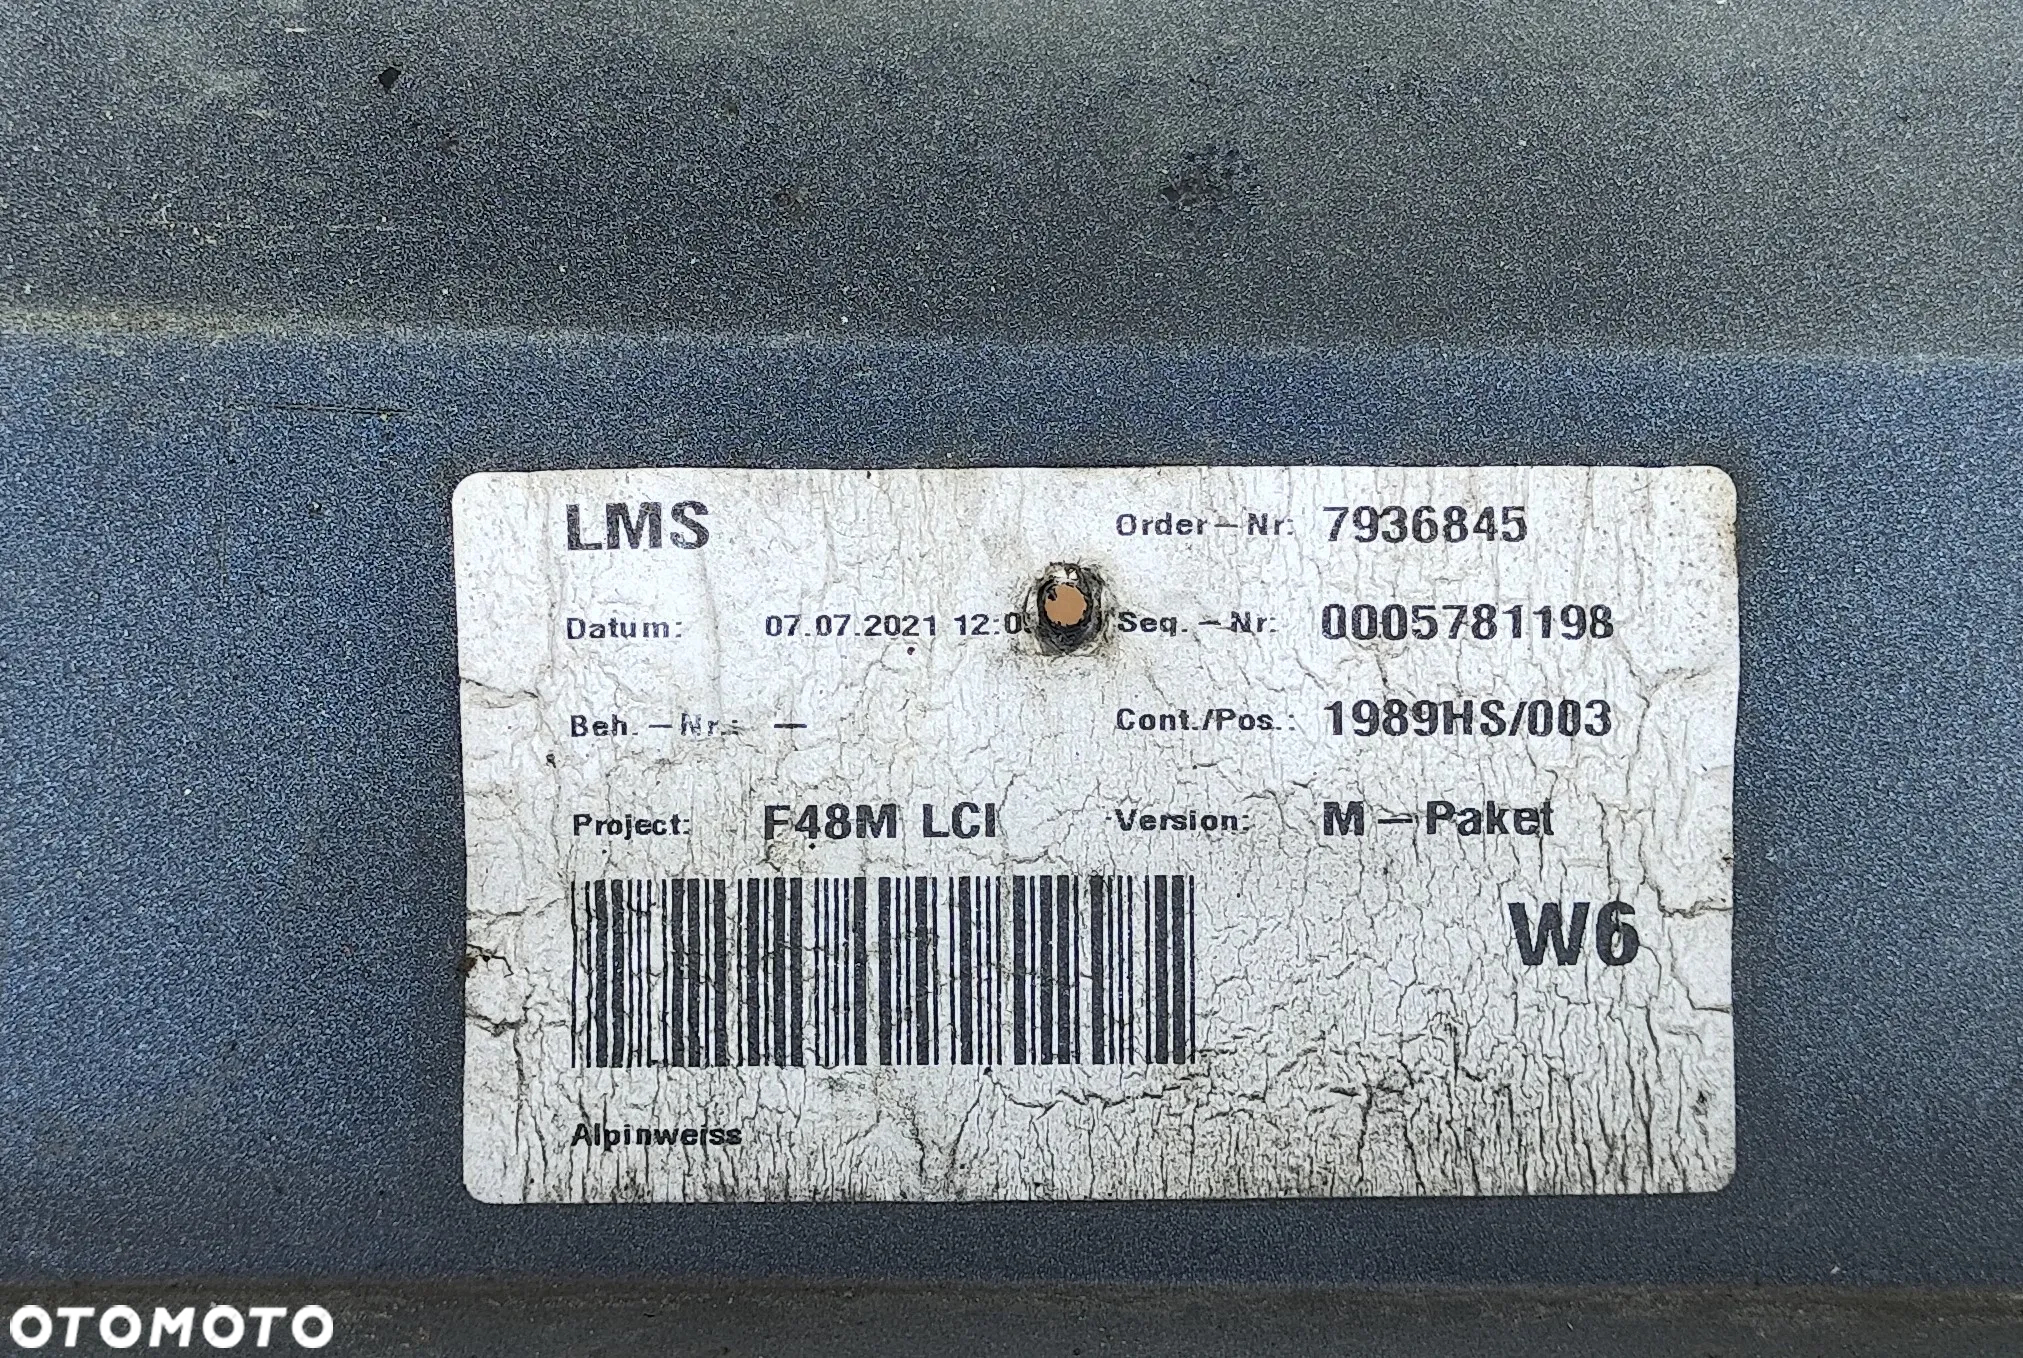 LMS Order-Nr: 7936845
Datum: 07.07.2021 12:0 Seq.-Nr: 0005781198
Beh.-Nr.: - Cont./Pos.: 1989HS/003
Project: F48M LCI Version: M-Paket
W6
Alpinweiss
OTOMOTO